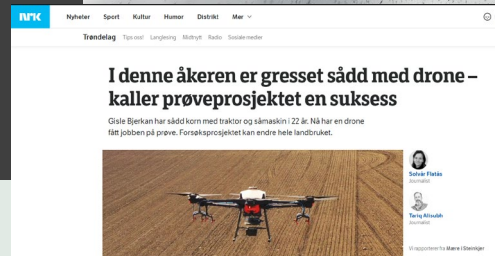 NRK Nyheter Sport Kultur Humor Distrikt Mer
Trøndelag Tips oss! Langlesing Midtnytt Radio Sosiale medier
I denne åkeren er gresset sådd med drone –
kaller prøveprosjektet en suksess
Gisle Bjerkan har sådd korn med traktor og såmaskin i 22 år. Nå har en drone
fått jobben på prøve. Forsøksprosjektet kan endre hele landbruket.
Solvår Flatås
Journalist
Tariq Alisubh
Journalist
Vi rapporterer fra Mære i Steinkjer